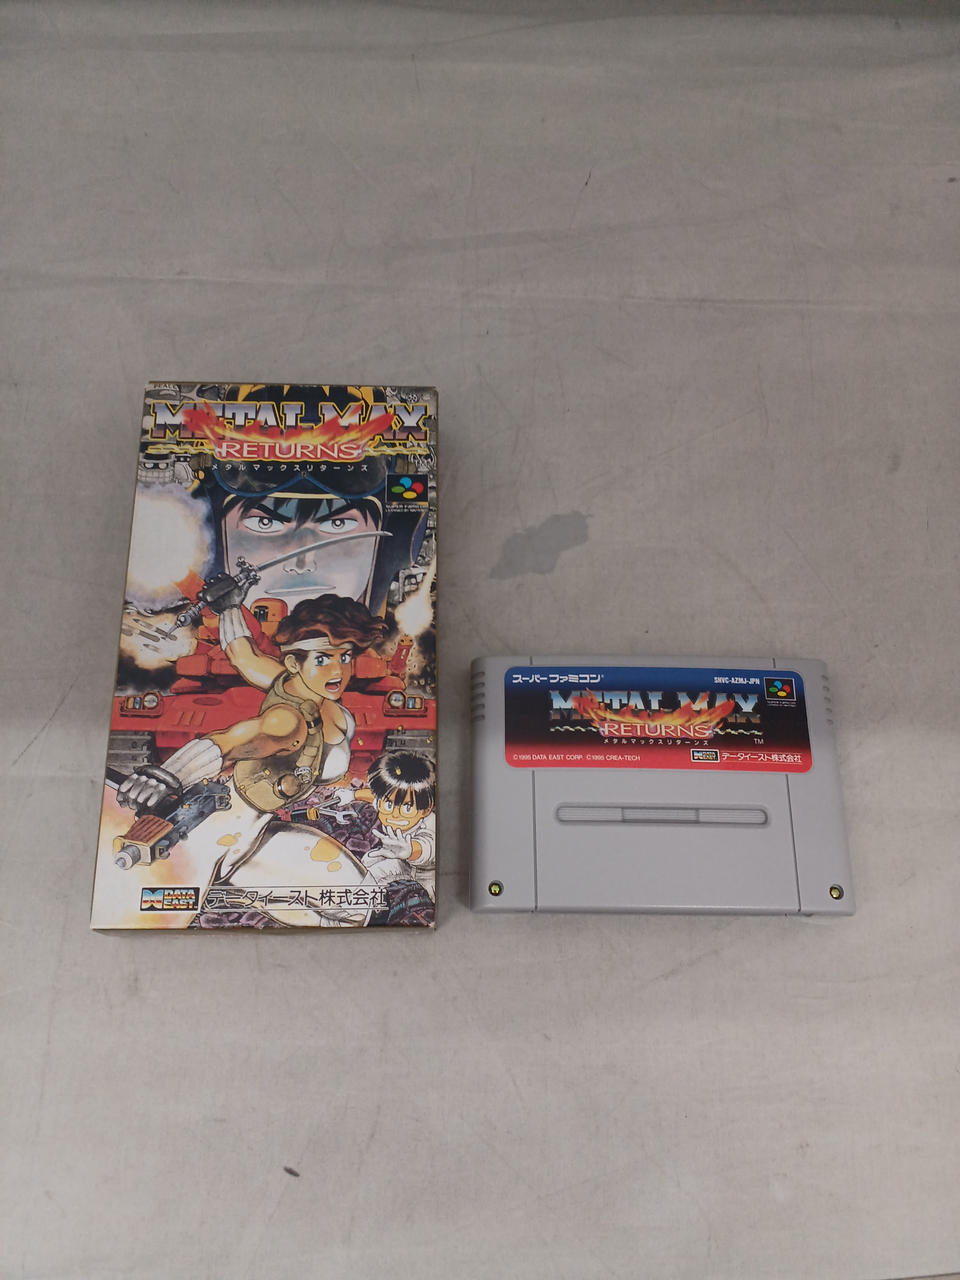 METAL MAX
RETURNS
メタルマックスリターンズ
DATA
EAST
データイースト株式会社
スーパーファミコン
SHVC-AZMJ-JPN
METAL MAX
RETURNS
TM
メタルマックスリターンズ
©1995 DATA EAST CORP. ©1995 CREA-TECH
DATA
EAST
データイースト株式会社